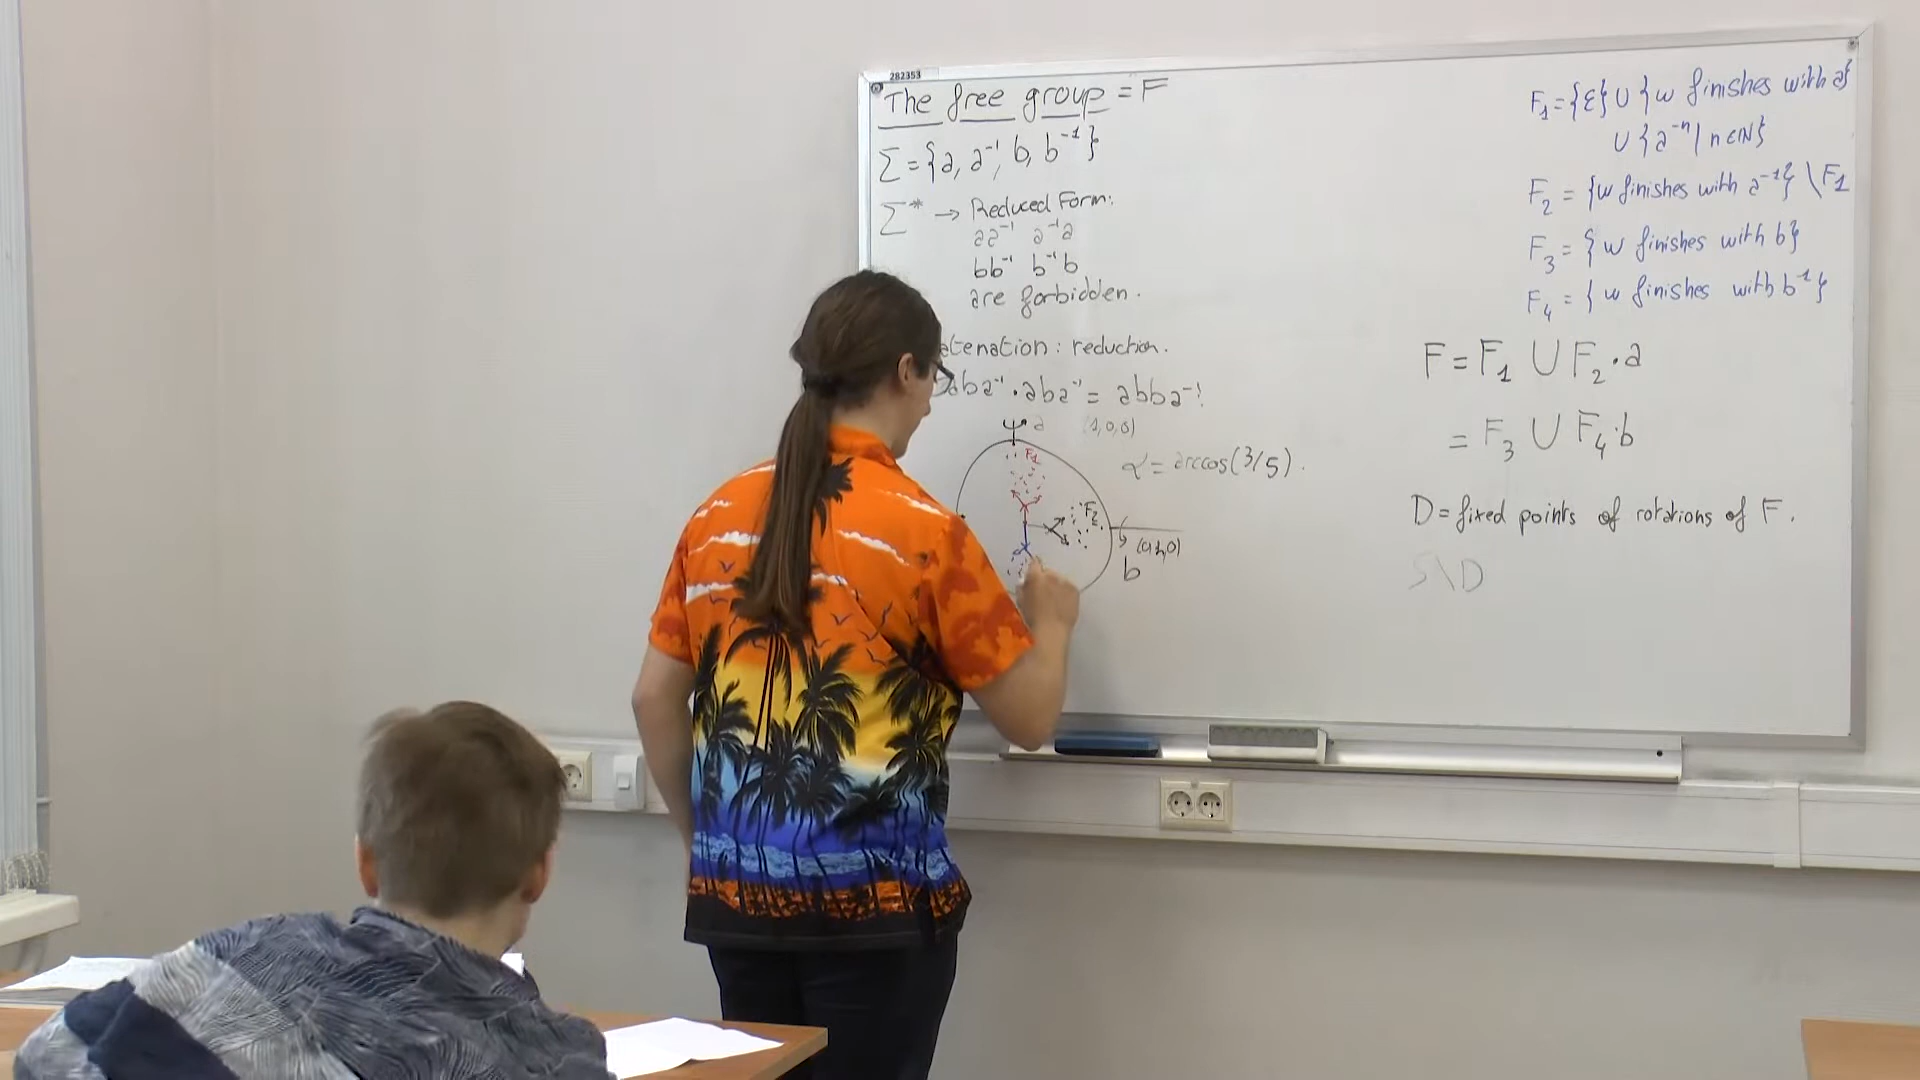 282353
The free group = F
Σ = {a, a⁻¹, b, b⁻¹}
Σ* → Reduced Form:
aa⁻¹ a⁻¹a
bb⁻¹ b⁻¹b
are forbidden.
atenation: reduction.
aba⁻¹ · aba⁻¹ = abba⁻¹!
a (1,0,0)
α = arccos(3/5).
F1
F2
(0,1,0)
b
F₁ = {ε} ∪ {w finishes with a}
∪ {a⁻ⁿ | n ∈ ℕ}
F₂ = {w finishes with a⁻¹} \ F₁
F₃ = {w finishes with b}
F₄ = {w finishes with b⁻¹}
F = F₁ ∪ F₂ · a
= F₃ ∪ F₄ · b
D = fixed points of rotations of F.
S\D